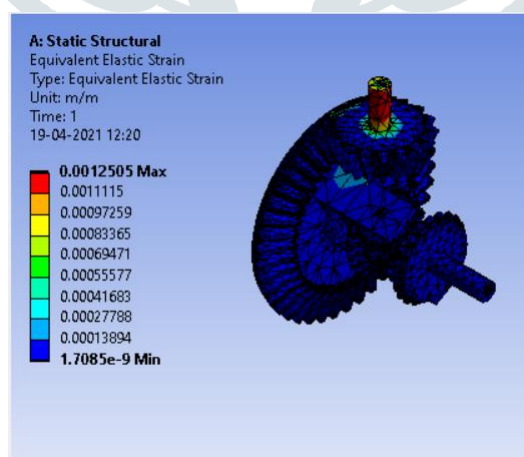 A: Static Structural
Equivalent Elastic Strain
Type: Equivalent Elastic Strain
Unit: m/m
Time: 1
19-04-2021 12:20
0.0012505 Max
0.0011115
0.00097259
0.00083365
0.00069471
0.00055577
0.00041683
0.00027788
0.00013894
1.7085e-9 Min